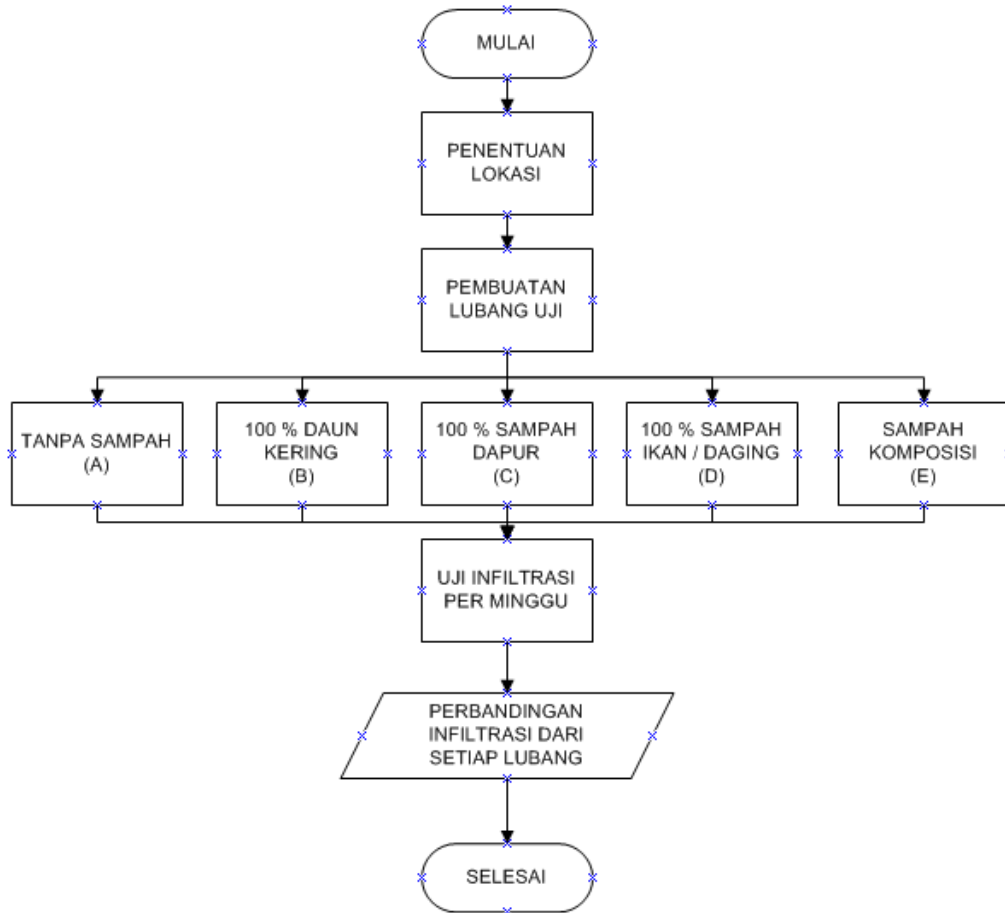 MULAI
PENENTUAN
LOKASI
PEMBUATAN
LUBANG UJI
TANPA SAMPAH
(A)
100 % DAUN
KERING
(B)
100 % SAMPAH
DAPUR
(C)
100 % SAMPAH
IKAN / DAGING
(D)
SAMPAH
KOMPOSISI
(E)
UJI INFILTRASI
PER MINGGU
PERBANDINGAN
INFILTRASI DARI
SETIAP LUBANG
SELESAI